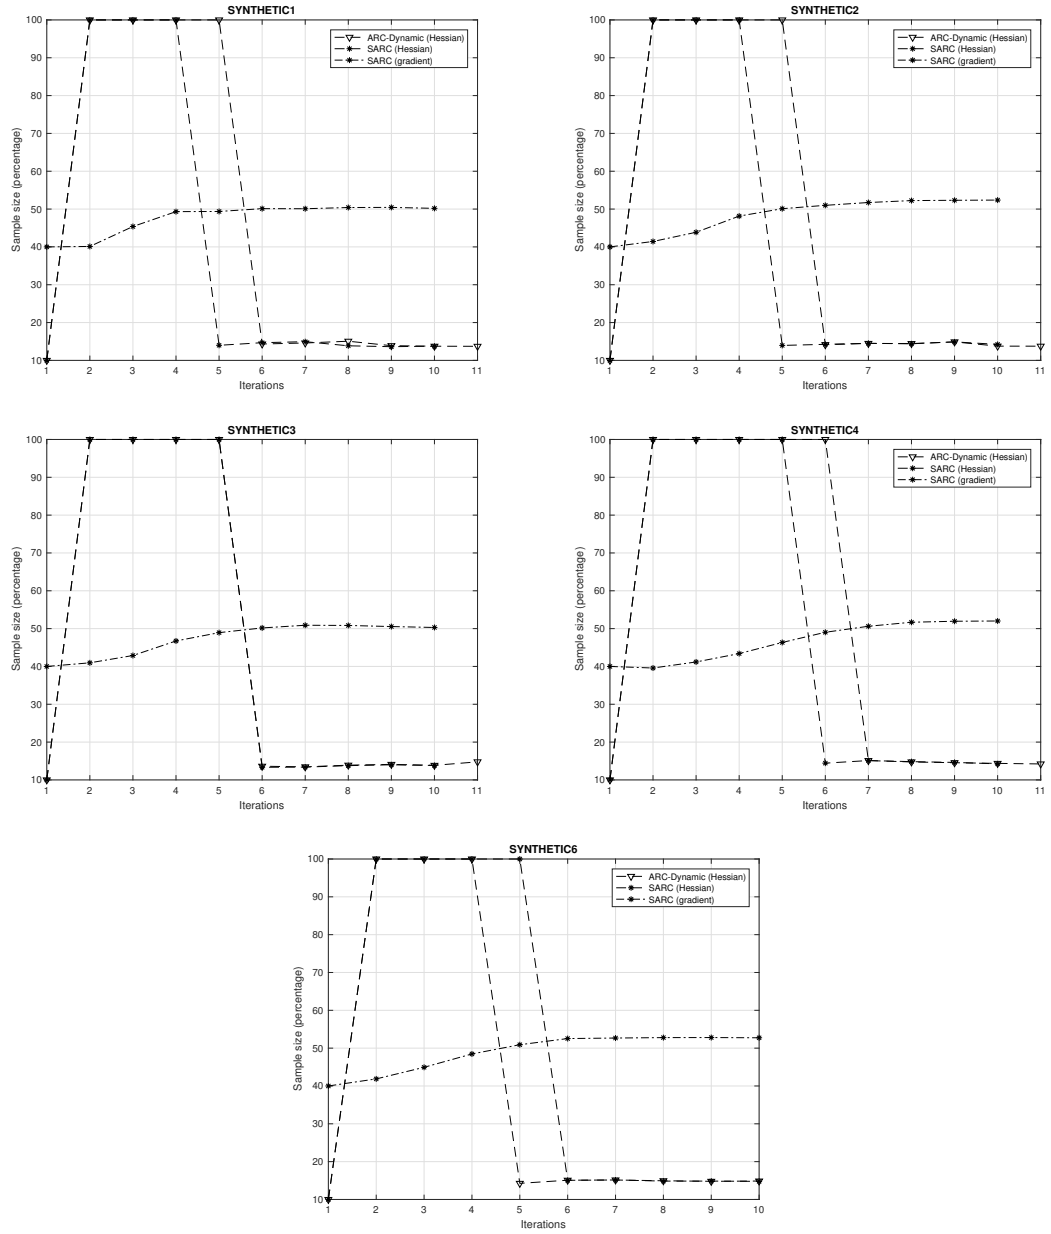 SYNTHETIC1
100
90
80
70
60
50
40
30
20
10
Sample size (percentage)
ARC-Dynamic (Hessian)
SARC (Hessian)
SARC (gradient)
1 2 3 4 5 6 7 8 9 10 11
Iterations
SYNTHETIC2
100
90
80
70
60
50
40
30
20
10
Sample size (percentage)
ARC-Dynamic (Hessian)
SARC (Hessian)
SARC (gradient)
1 2 3 4 5 6 7 8 9 10 11
Iterations
SYNTHETIC3
100
90
80
70
60
50
40
30
20
10
Sample size (percentage)
1 2 3 4 5 6 7 8 9 10 11
Iterations
SYNTHETIC4
100
90
80
70
60
50
40
30
20
10
Sample size (percentage)
ARC-Dynamic (Hessian)
SARC (Hessian)
SARC (gradient)
1 2 3 4 5 6 7 8 9 10 11
Iterations
SYNTHETIC6
100
90
80
70
60
50
40
30
20
10
Sample size (percentage)
ARC-Dynamic (Hessian)
SARC (Hessian)
SARC (gradient)
1 2 3 4 5 6 7 8 9 10
Iterations